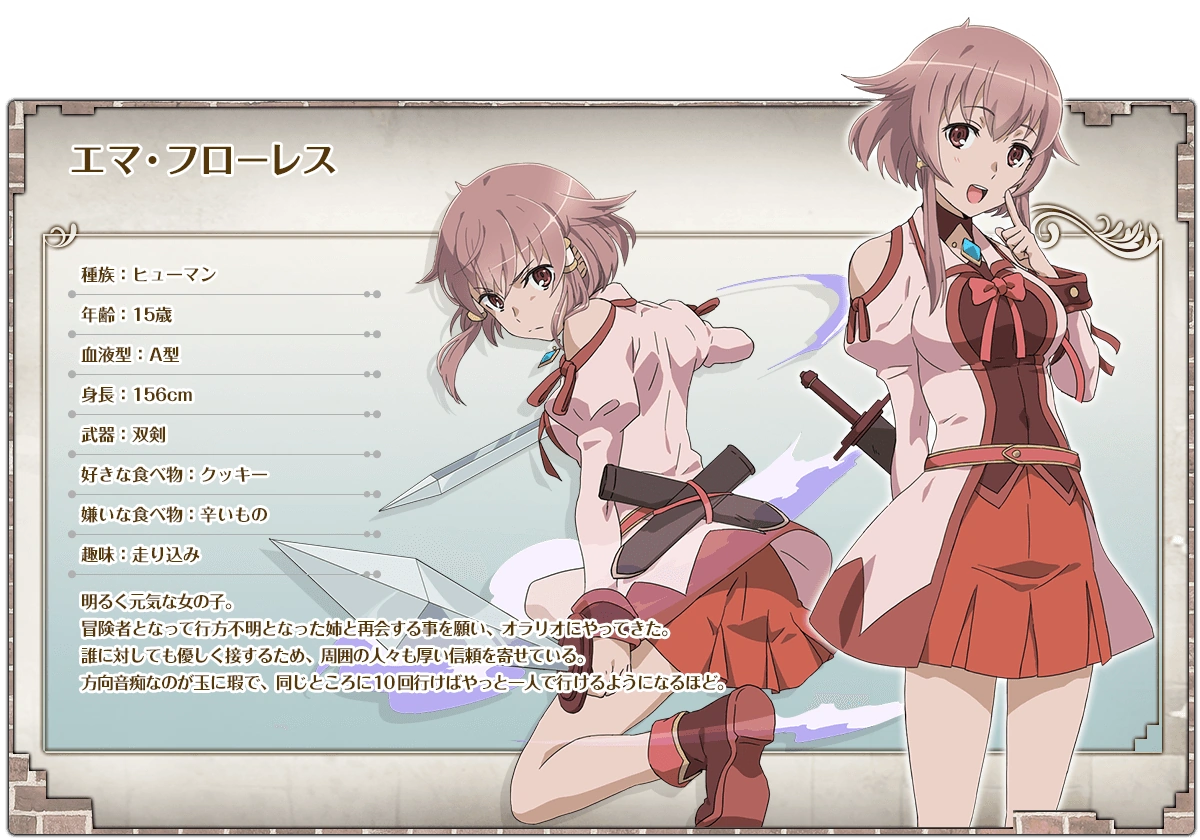 エマ・フローレス
種族：ヒューマン
年齢：15歳
血液型：A型
身長：156cm
武器：双剣
好きな食べ物：クッキー
嫌いな食べ物：辛いもの
趣味：走り込み
明るく元気な女の子。
冒険者となって行方不明となった姉と再会する事を願い、オラリオにやってきた。
誰に対しても優しく接するため、周囲の人々も厚い信頼を寄せている。
方向音痴なのが玉に瑕で、同じところに10回行けばやっと一人で行けるようになるほど。